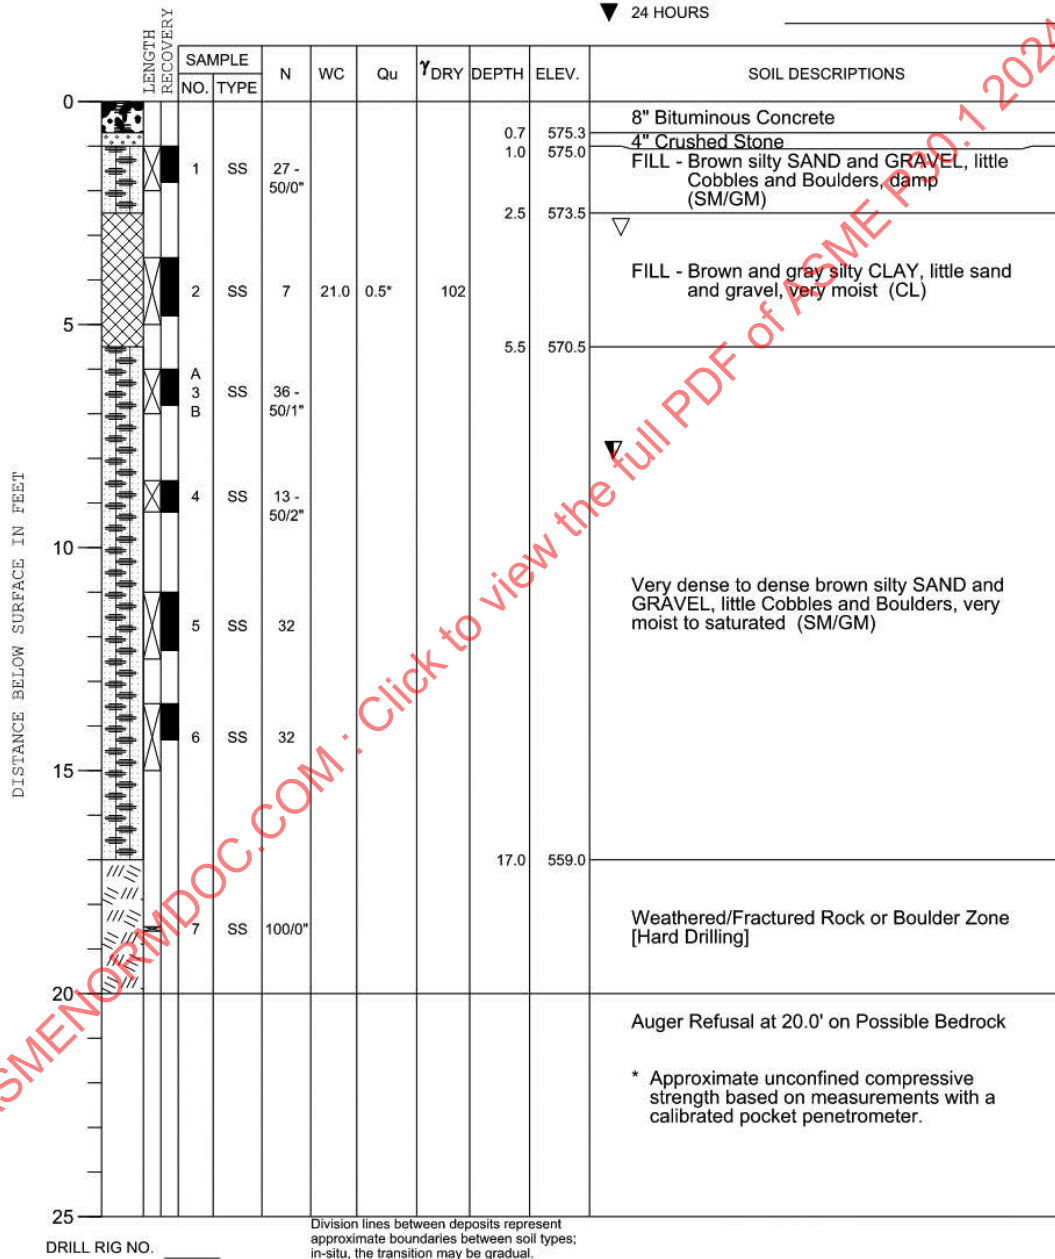 ▼ 24 HOURS
LENGTH
RECOVERY
SAMPLE
NO. TYPE N WC Qu γDRY DEPTH ELEV. SOIL DESCRIPTIONS
0
8" Bituminous Concrete
0.7 575.3
4" Crushed Stone
1.0 575.0
FILL - Brown silty SAND and GRAVEL, little
1 SS 27 -
50/0"
Cobbles and Boulders, damp
(SM/GM)
2.5 573.5
FILL - Brown and gray silty CLAY, little sand
2 SS 7 21.0 0.5* 102
and gravel, very moist (CL)
5
5.5 570.5
A
3 SS 36 -
B 50/1"
4 SS 13 -
50/2"
10
Very dense to dense brown silty SAND and
GRAVEL, little Cobbles and Boulders, very
moist to saturated (SM/GM)
5 SS 32
6 SS 32
15
17.0 559.0
Weathered/Fractured Rock or Boulder Zone
[Hard Drilling]
7 SS 100/0"
20
Auger Refusal at 20.0' on Possible Bedrock
* Approximate unconfined compressive
strength based on measurements with a
calibrated pocket penetrometer.
25
DISTANCE BELOW SURFACE IN FEET
Division lines between deposits represent
approximate boundaries between soil types;
in-situ, the transition may be gradual.
DRILL RIG NO.
ASMENORMDOC.COM : Click to view the full PDF of ASME P30.1 2024